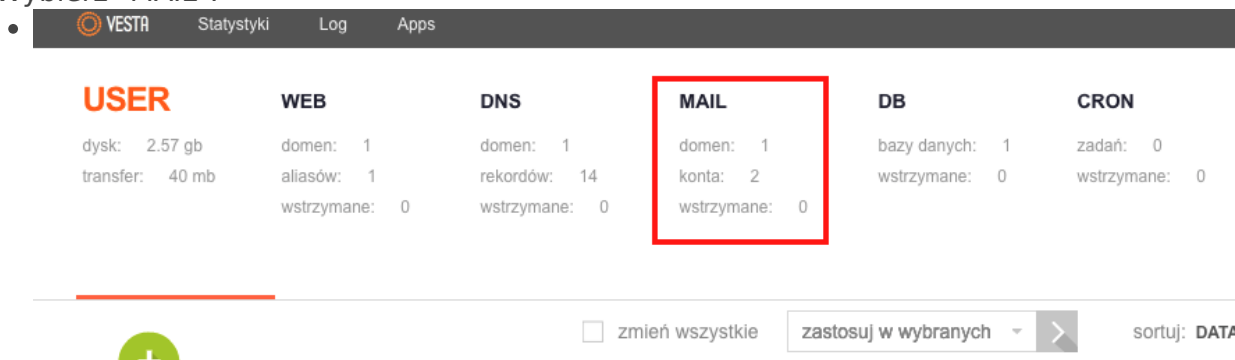 VESTA Statystyki Log Apps
USER WEB DNS MAIL DB CRON
dysk: 2.57 gb domen: 1 domen: 1 domen: 1 bazy danych: 1 zadań: 0
transfer: 40 mb aliasów: 1 rekordów: 14 konta: 2 wstrzymane: 0 wstrzymane: 0
wstrzymane: 0 wstrzymane: 0 wstrzymane: 0
zmień wszystkie zastosuj w wybranych sortuj: DATA